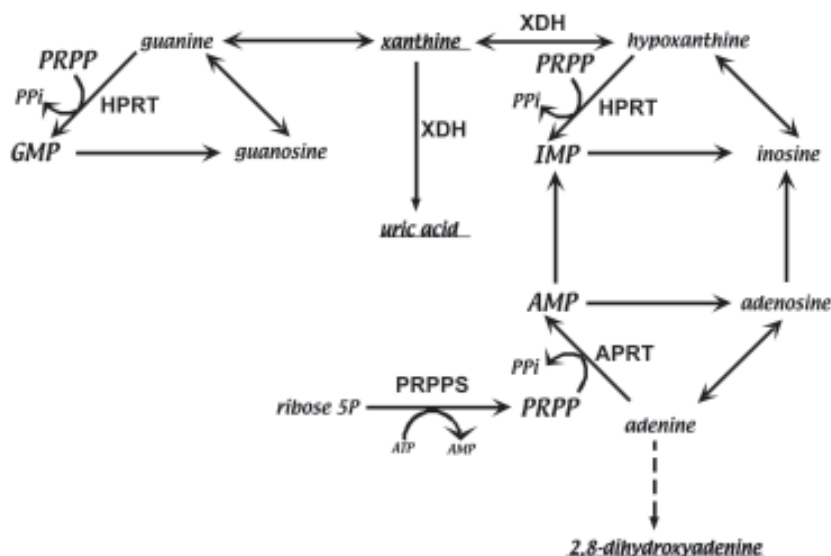 XDH
guanine xanthine hypoxanthine
PRPP PRPP
PPi HPRT PPi HPRT
XDH
GMP guanosine IMP inosine
uric acid
AMP adenosine
PPi APRT
PRPPS
ribose 5P PRPP
adenine
ATP AMP
2,8-dihydroxyadenine